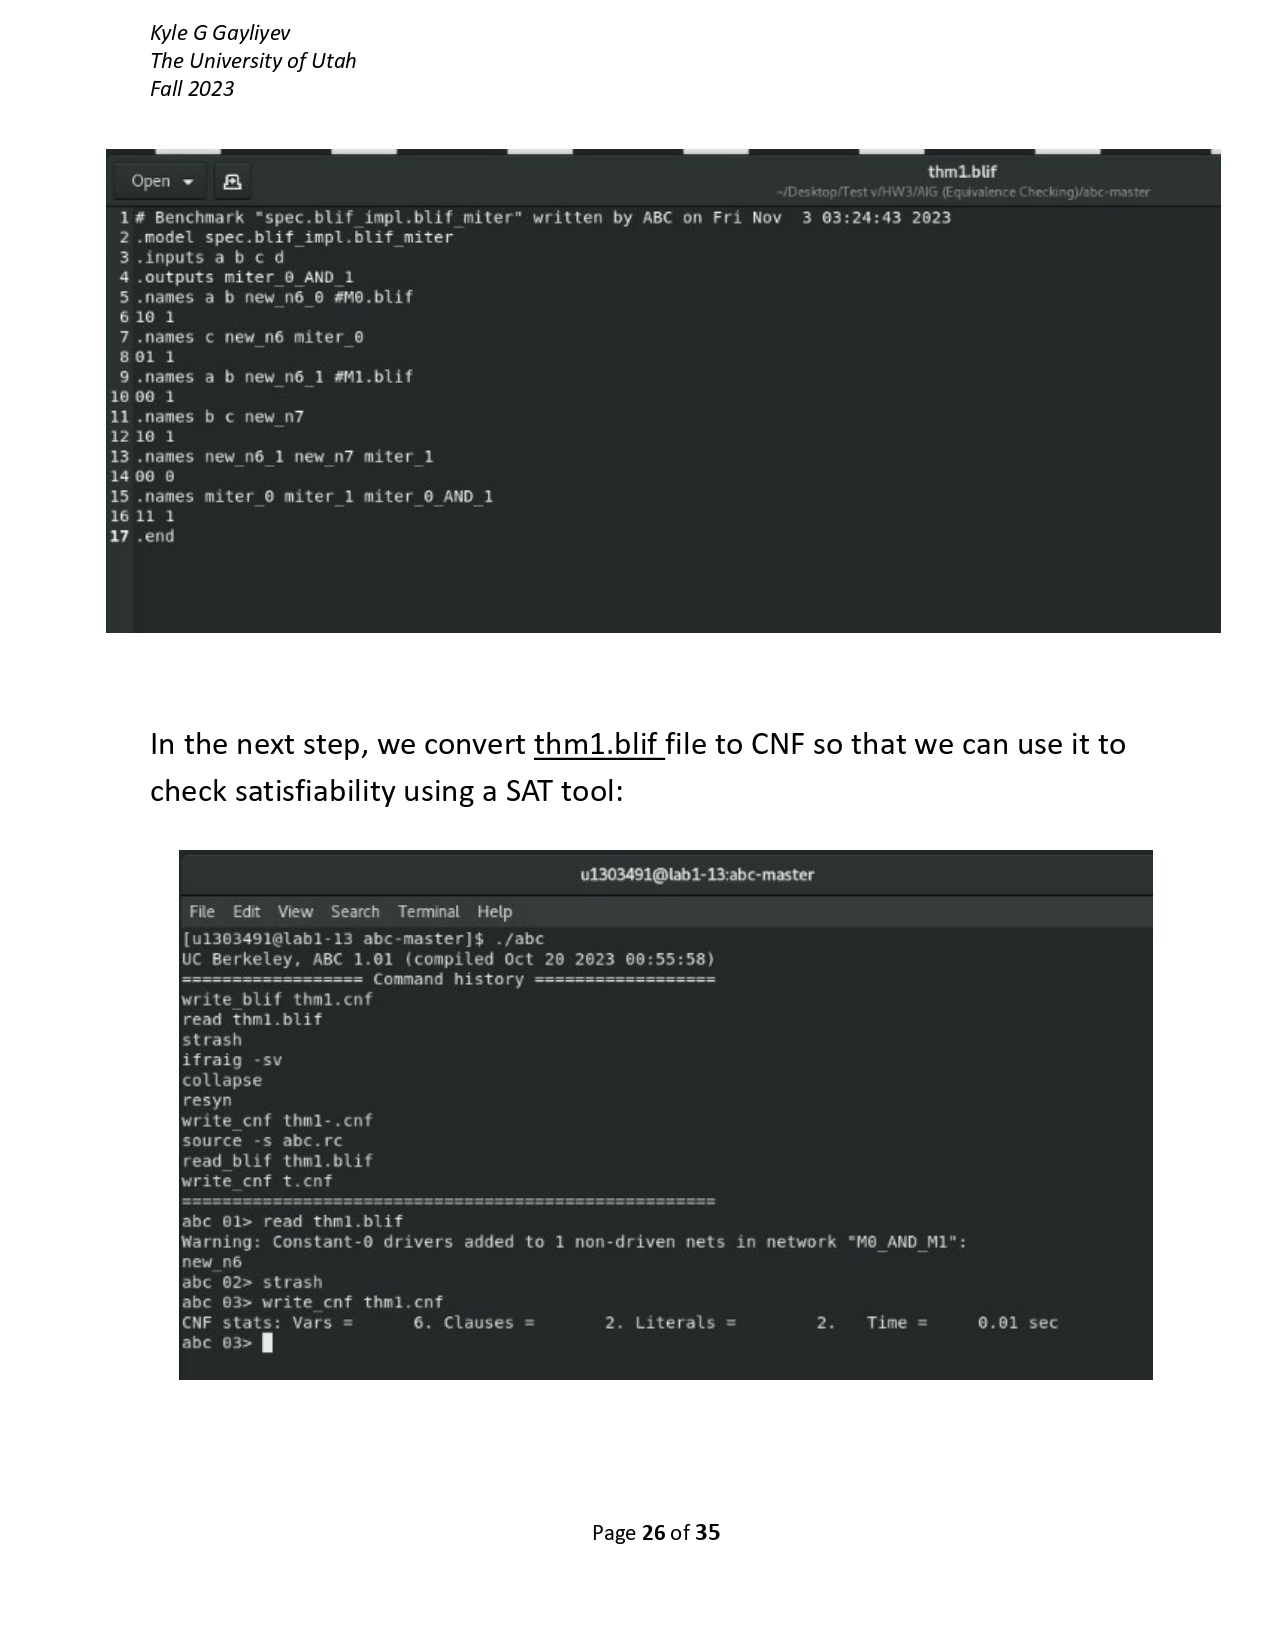 Kyle G Gayliyev
The University of Utah
Fall 2023
Open
thm1.blif
~/Desktop/Test v/HW3/AIG (Equivalence Checking)/abc-master
1 # Benchmark "spec.blif_impl.blif_miter" written by ABC on Fri Nov  3 03:24:43 2023
2 .model spec.blif_impl.blif_miter
3 .inputs a b c d
4 .outputs miter_0_AND_1
5 .names a b new_n6_0 #M0.blif
6 10 1
7 .names c new_n6 miter_0
8 01 1
9 .names a b new_n6_1 #M1.blif
10 00 1
11 .names b c new_n7
12 10 1
13 .names new_n6_1 new_n7 miter_1
14 00 0
15 .names miter_0 miter_1 miter_0_AND_1
16 11 1
17 .end
In the next step, we convert thm1.blif file to CNF so that we can use it to
check satisfiability using a SAT tool:
u1303491@lab1-13:abc-master
File Edit View Search Terminal Help
[u1303491@lab1-13 abc-master]$ ./abc
UC Berkeley, ABC 1.01 (compiled Oct 20 2023 00:55:58)
================== Command history ==================
write_blif thm1.cnf
read thm1.blif
strash
ifraig -sv
collapse
resyn
write_cnf thm1-.cnf
source -s abc.rc
read_blif thm1.blif
write_cnf t.cnf
=====================================================
abc 01> read thm1.blif
Warning: Constant-0 drivers added to 1 non-driven nets in network "M0_AND_M1":
new_n6
abc 02> strash
abc 03> write_cnf thm1.cnf
CNF stats: Vars =      6. Clauses =       2. Literals =        2.   Time =     0.01 sec
abc 03>
Page 26 of 35